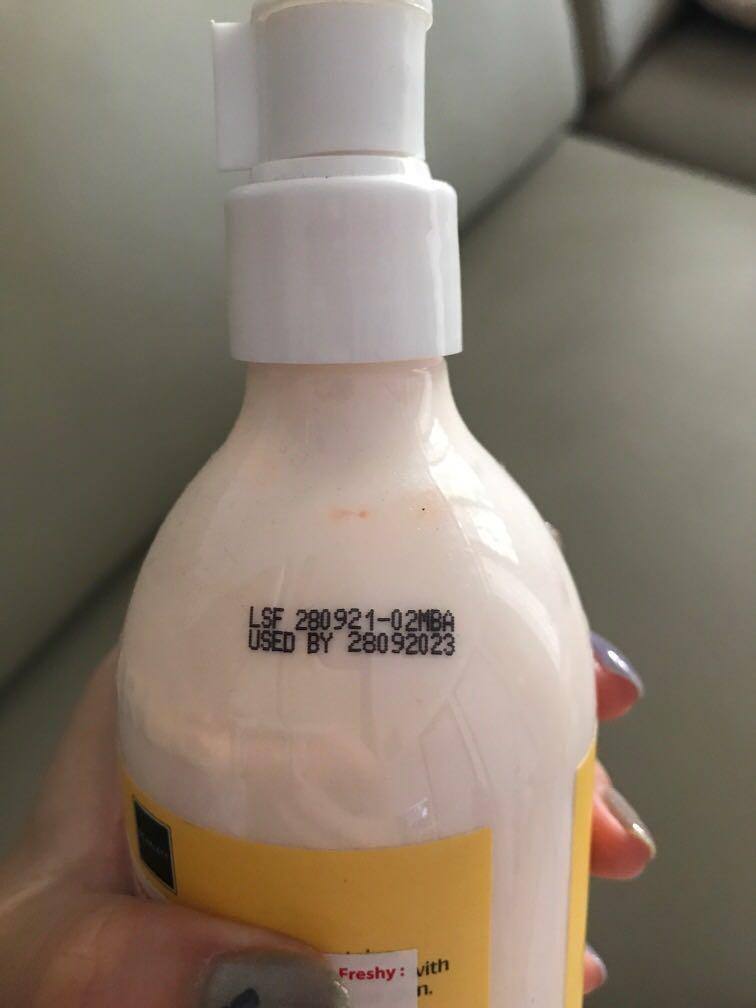 LSF 280921-02MBA
USED BY 28092023
Freshy :
with
n.